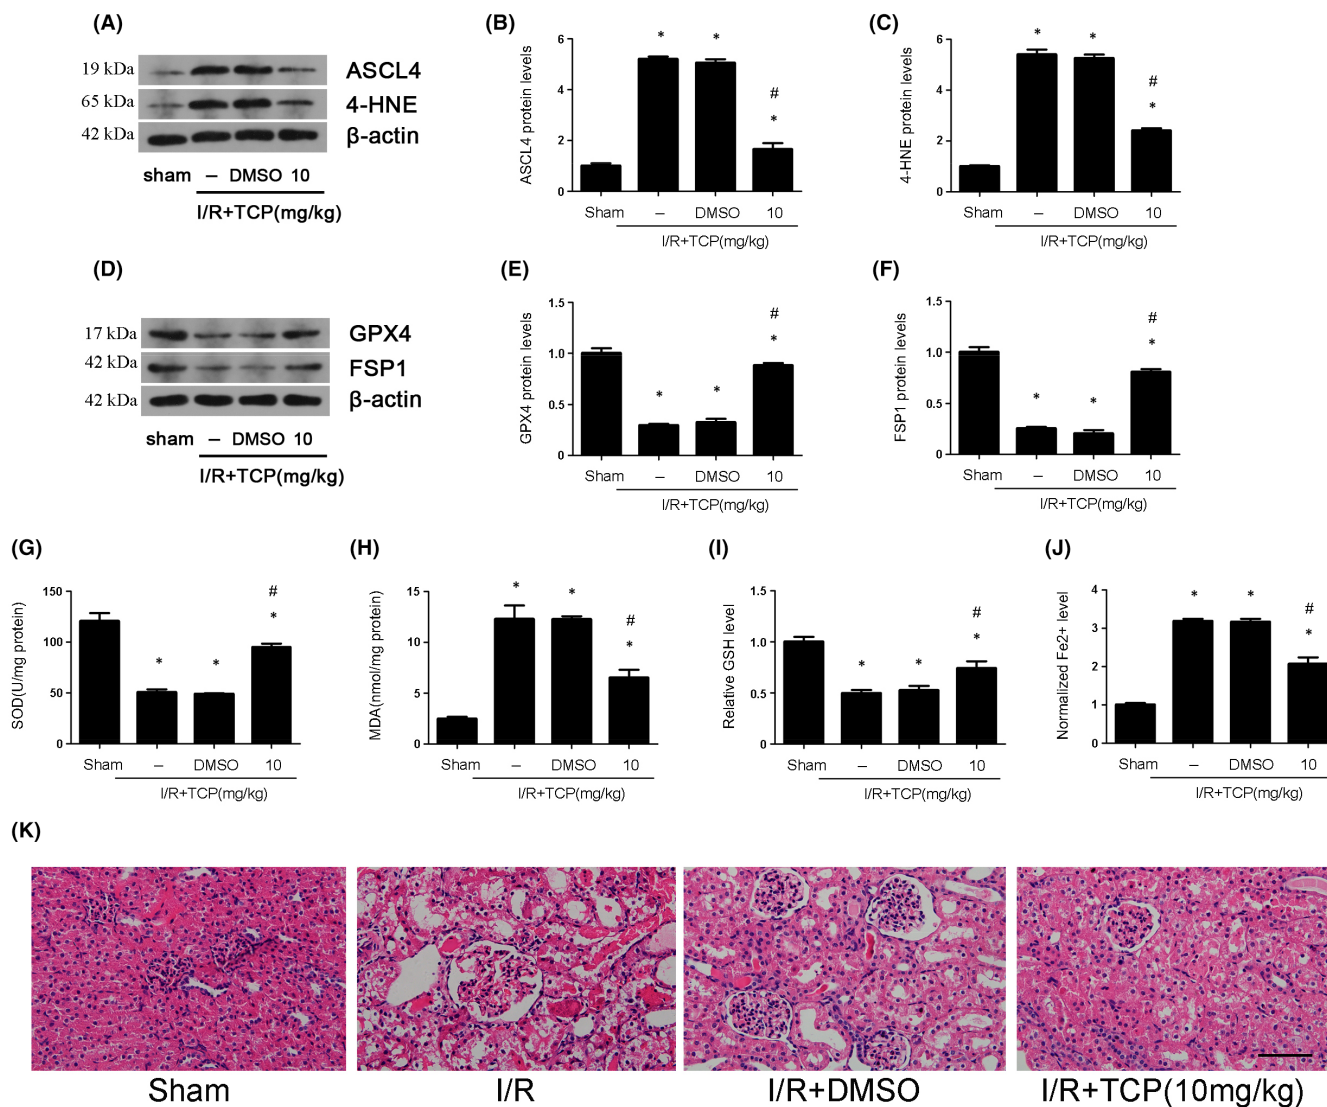 (A)
19 kDa ASCL4
65 kDa 4-HNE
42 kDa β-actin
sham – DMSO 10
I/R+TCP(mg/kg)
(B)
ASCL4 protein levels
6
4
2
0
* * # *
Sham – DMSO 10
I/R+TCP(mg/kg)
(C)
4-HNE protein levels
6
4
2
0
* * # *
Sham – DMSO 10
I/R+TCP(mg/kg)
(D)
17 kDa GPX4
42 kDa FSP1
42 kDa β-actin
sham – DMSO 10
I/R+TCP(mg/kg)
(E)
GPX4 protein levels
1.5
1.0
0.5
0
* * # *
Sham – DMSO 10
I/R+TCP(mg/kg)
(F)
FSP1 protein levels
1.5
1.0
0.5
0
* * # *
Sham – DMSO 10
I/R+TCP(mg/kg)
(G)
SOD(U/mg protein)
150
100
50
0
* * # *
Sham – DMSO 10
I/R+TCP(mg/kg)
(H)
MDA(nmol/mg protein)
15
10
5
0
* * # *
Sham – DMSO 10
I/R+TCP(mg/kg)
(I)
Relative GSH level
1.5
1.0
0.5
0
* * # *
Sham – DMSO 10
I/R+TCP(mg/kg)
(J)
Normalized Fe2+ level
4
3
2
1
0
* * # *
Sham – DMSO 10
I/R+TCP(mg/kg)
(K)
Sham
I/R
I/R+DMSO
I/R+TCP(10mg/kg)